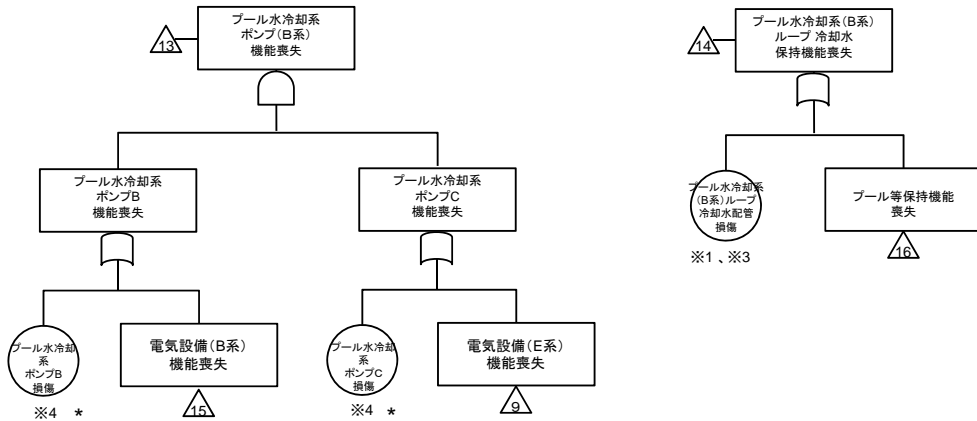 プール水冷却系
ポンプ(B系)
機能喪失
13
プール水冷却系
ポンプB
機能喪失
プール水冷却系
ポンプC
機能喪失
プール水冷却
系
ポンプB
損傷
※4 *
電気設備(B系)
機能喪失
15
プール水冷却
系
ポンプC
損傷
※4 *
電気設備(E系)
機能喪失
9
プール水冷却系(B系)
ループ 冷却水
保持機能喪失
14
プール水冷却系
(B系)ループ
冷却水配管
損傷
※1 、※3
プール等保持機能
喪失
16